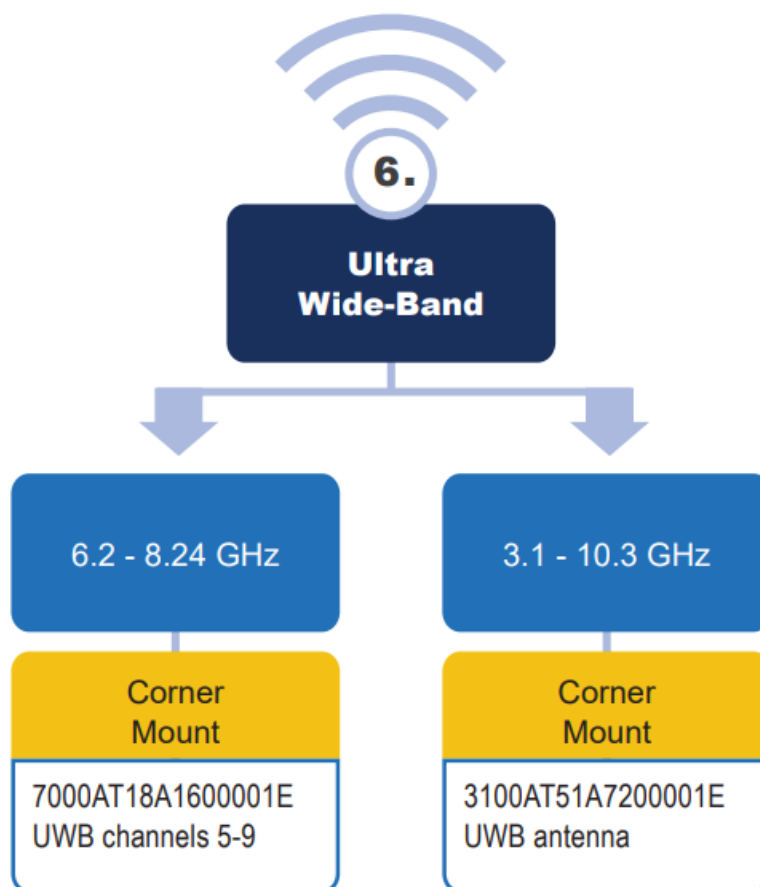 6.
Ultra
Wide-Band
6.2 - 8.24 GHz
3.1 - 10.3 GHz
Corner
Mount
Corner
Mount
7000AT18A1600001E
UWB channels 5-9
3100AT51A7200001E
UWB antenna